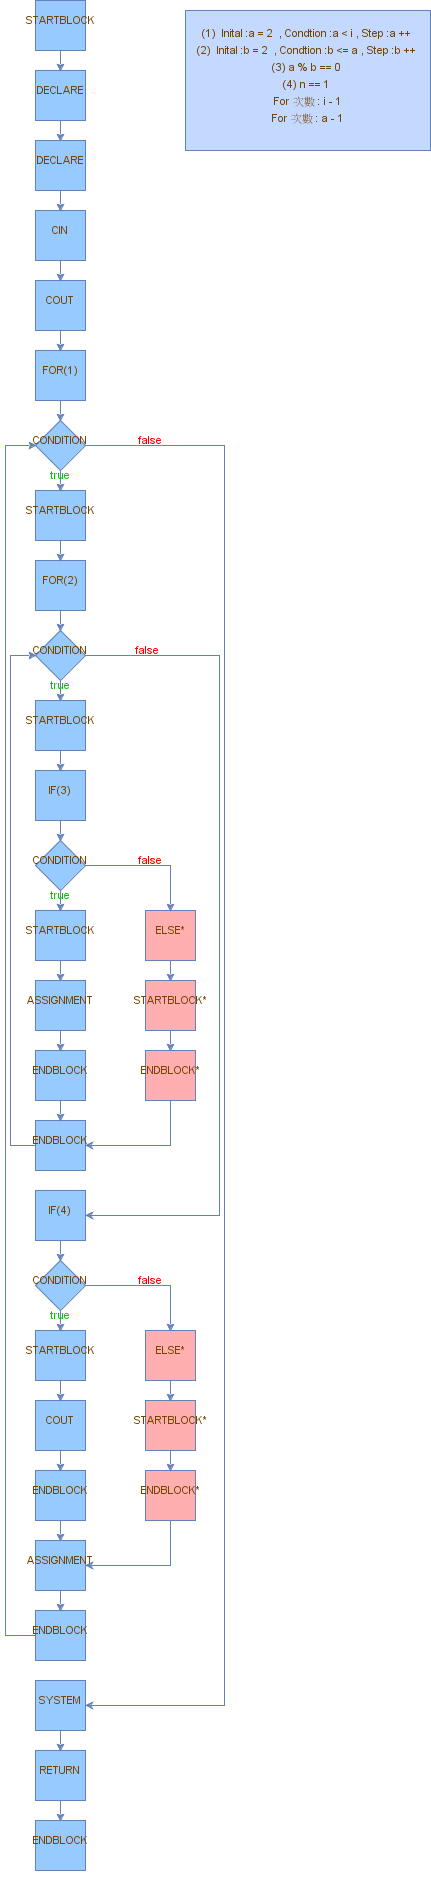 STARTBLOCK
(1) Inital :a = 2 , Condtion :a < i , Step :a ++
(2) Inital :b = 2 , Condtion :b <= a , Step :b ++
(3) a % b == 0
(4) n == 1
For 次數 : i - 1
For 次數 : a - 1
DECLARE
DECLARE
CIN
COUT
FOR(1)
CONDITION
false
true
STARTBLOCK
FOR(2)
CONDITION
false
true
STARTBLOCK
IF(3)
CONDITION
false
true
STARTBLOCK
ELSE*
ASSIGNMENT
STARTBLOCK*
ENDBLOCK
ENDBLOCK*
ENDBLOCK
IF(4)
CONDITION
false
true
STARTBLOCK
ELSE*
COUT
STARTBLOCK*
ENDBLOCK
ENDBLOCK*
ASSIGNMENT
ENDBLOCK
SYSTEM
RETURN
ENDBLOCK